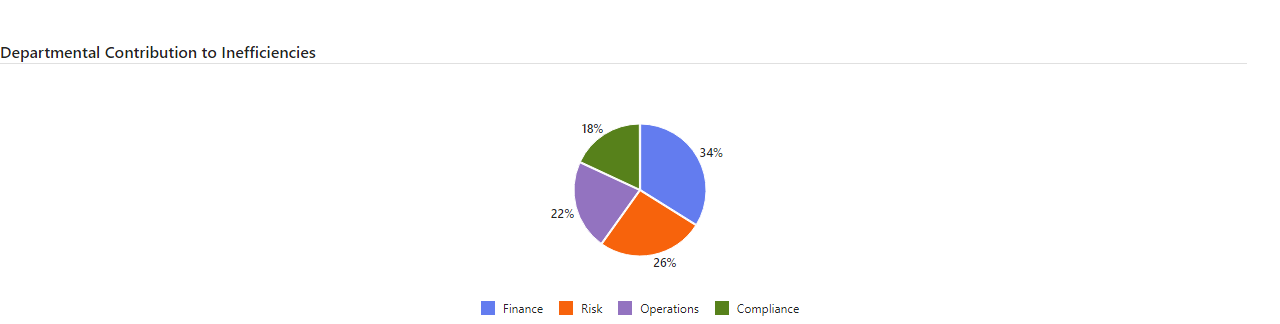 Departmental Contribution to Inefficiencies
18%
34%
22%
26%
Finance Risk Operations Compliance